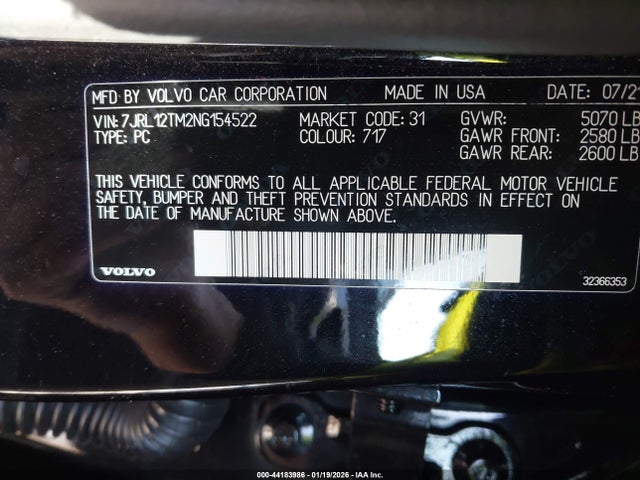 MFD BY VOLVO CAR CORPORATION MADE IN USA DATE: 07/21
VIN: 7JRL12TM2NG154522 MARKET CODE: 31 GVWR: 5070 LB
TYPE: PC COLOUR: 717 GAWR FRONT: 2580 LB
GAWR REAR: 2600 LB
THIS VEHICLE CONFORMS TO ALL APPLICABLE FEDERAL MOTOR VEHICLE
SAFETY, BUMPER AND THEFT PREVENTION STANDARDS IN EFFECT ON
THE DATE OF MANUFACTURE SHOWN ABOVE.
VOLVO 32366353
000-44183986 - 01/19/2026 - IAA Inc.